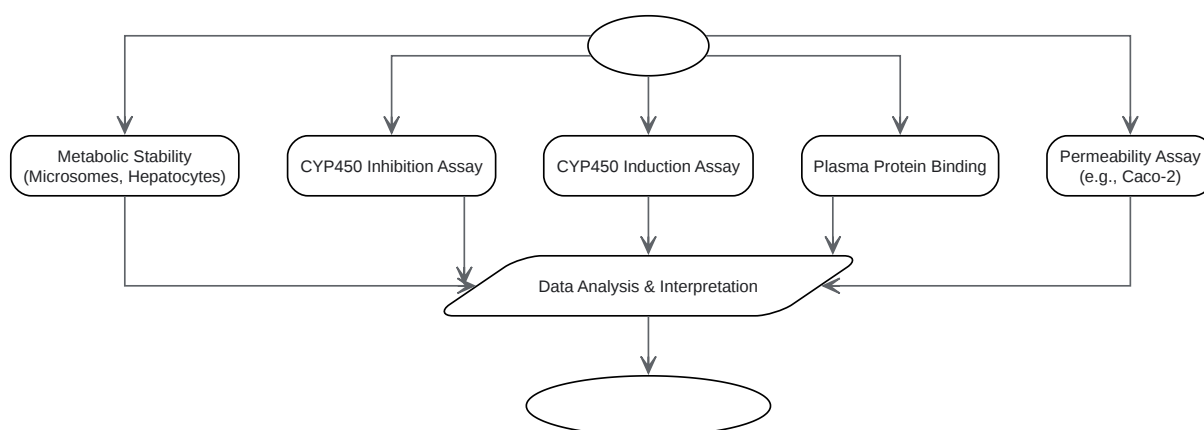 Metabolic Stability
(Microsomes, Hepatocytes)
CYP450 Inhibition Assay
CYP450 Induction Assay
Plasma Protein Binding
Permeability Assay
(e.g., Caco-2)
Data Analysis & Interpretation